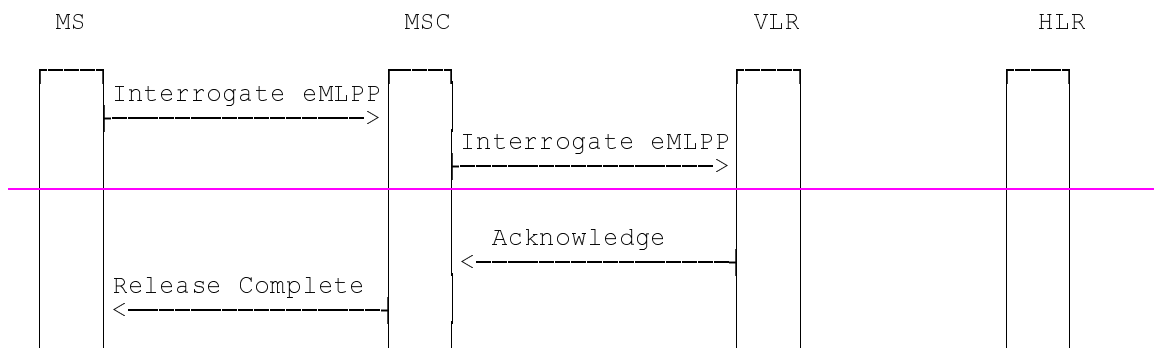 MS MSC VLR HLR
Interrogate eMLPP
Interrogate eMLPP
Acknowledge
Release Complete